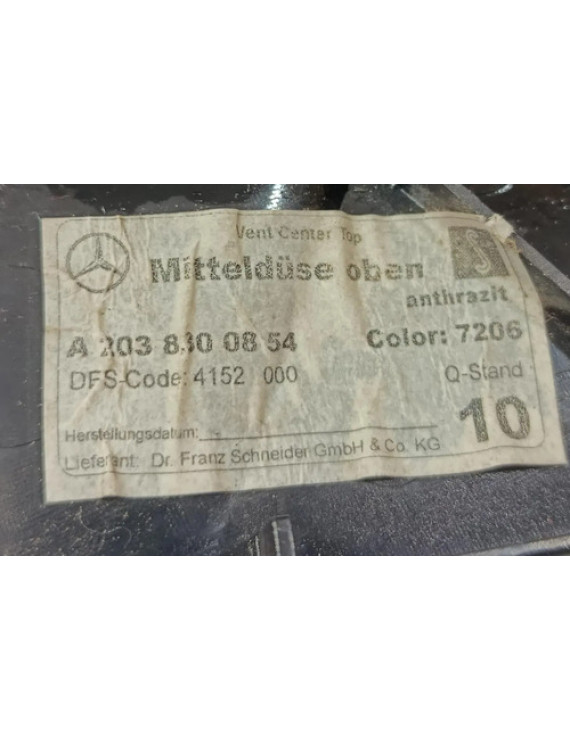 Vent Center Top
Mitteldüse oben
anthrazit
A 203 830 08 54 Color: 7206
DFS-Code: 4152 000 Q-Stand
10
Herstellungsdatum:
Lieferant: Dr. Franz Schneider GmbH & Co. KG